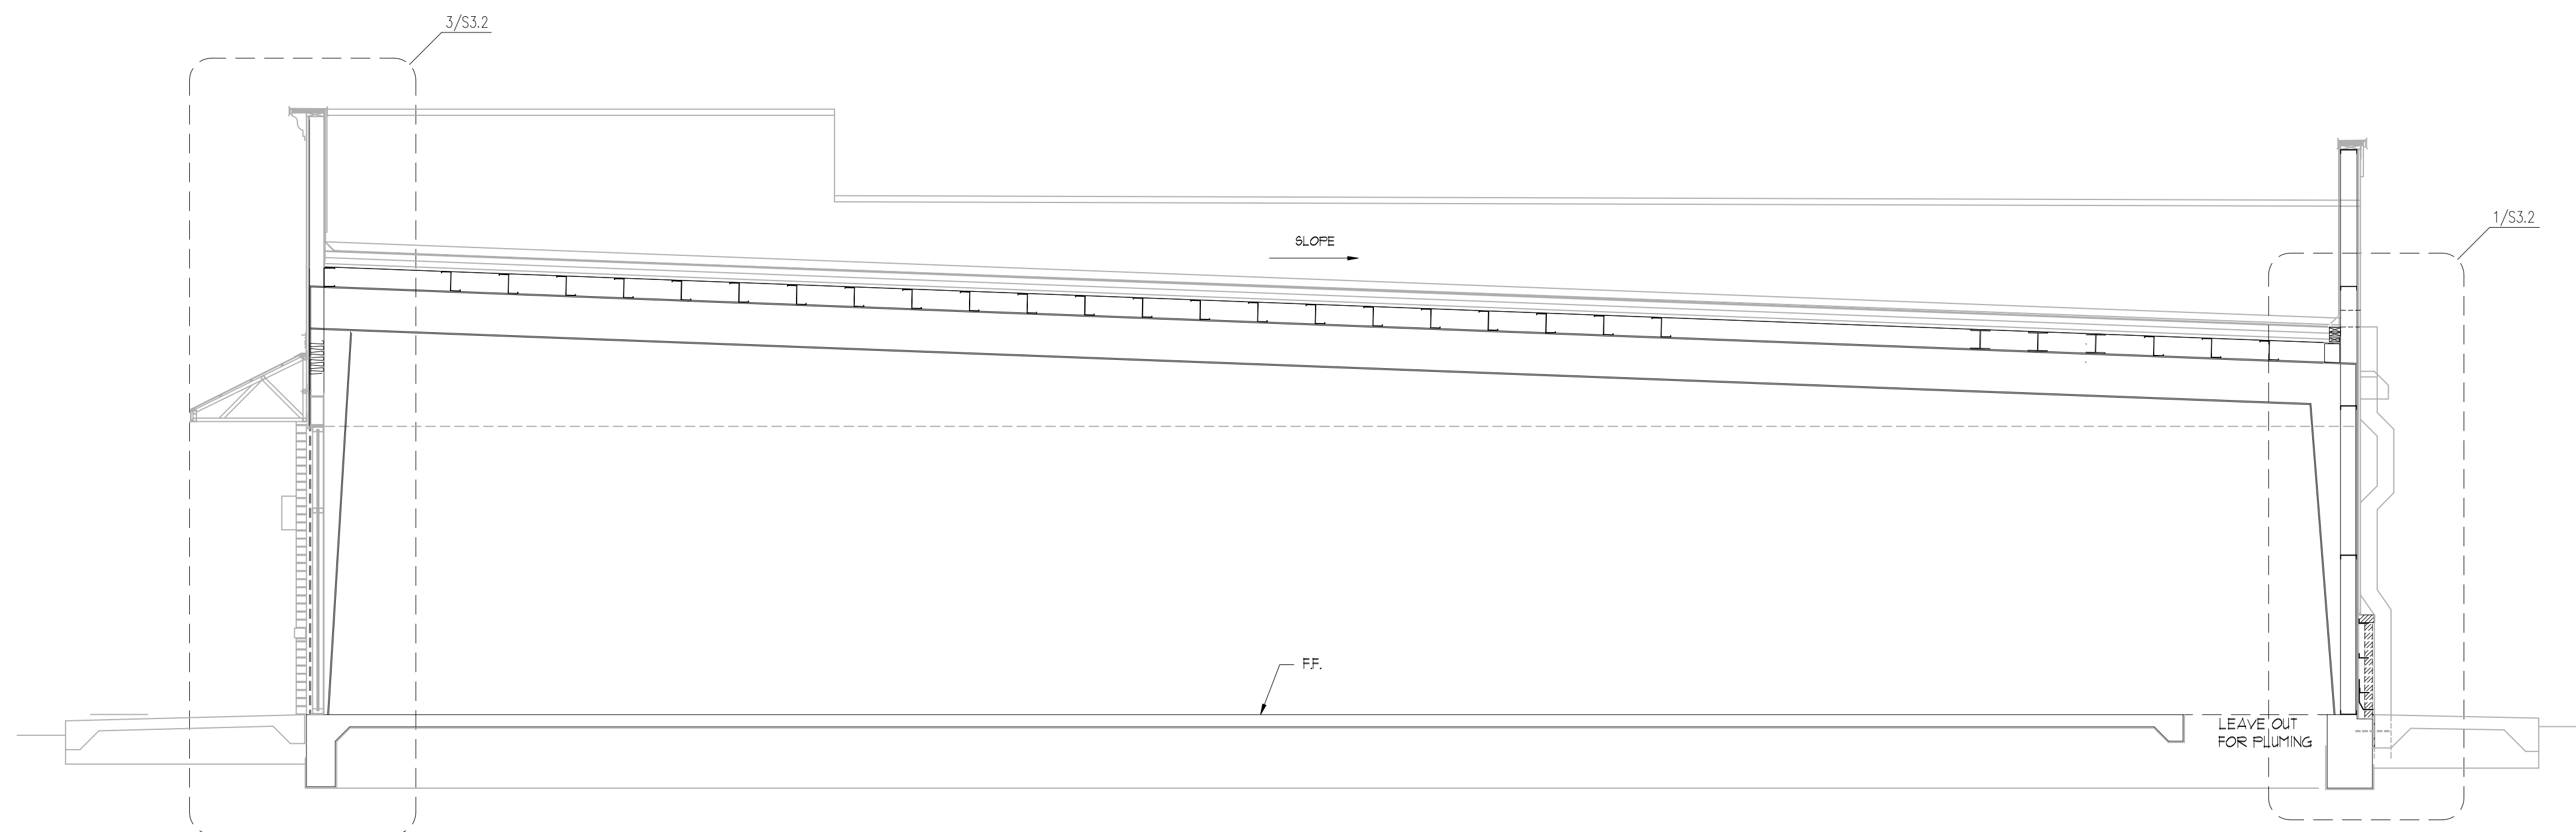 3/S3.2
1/S3.2
SLOPE
F.F.
LEAVE OUT
FOR PLUMING